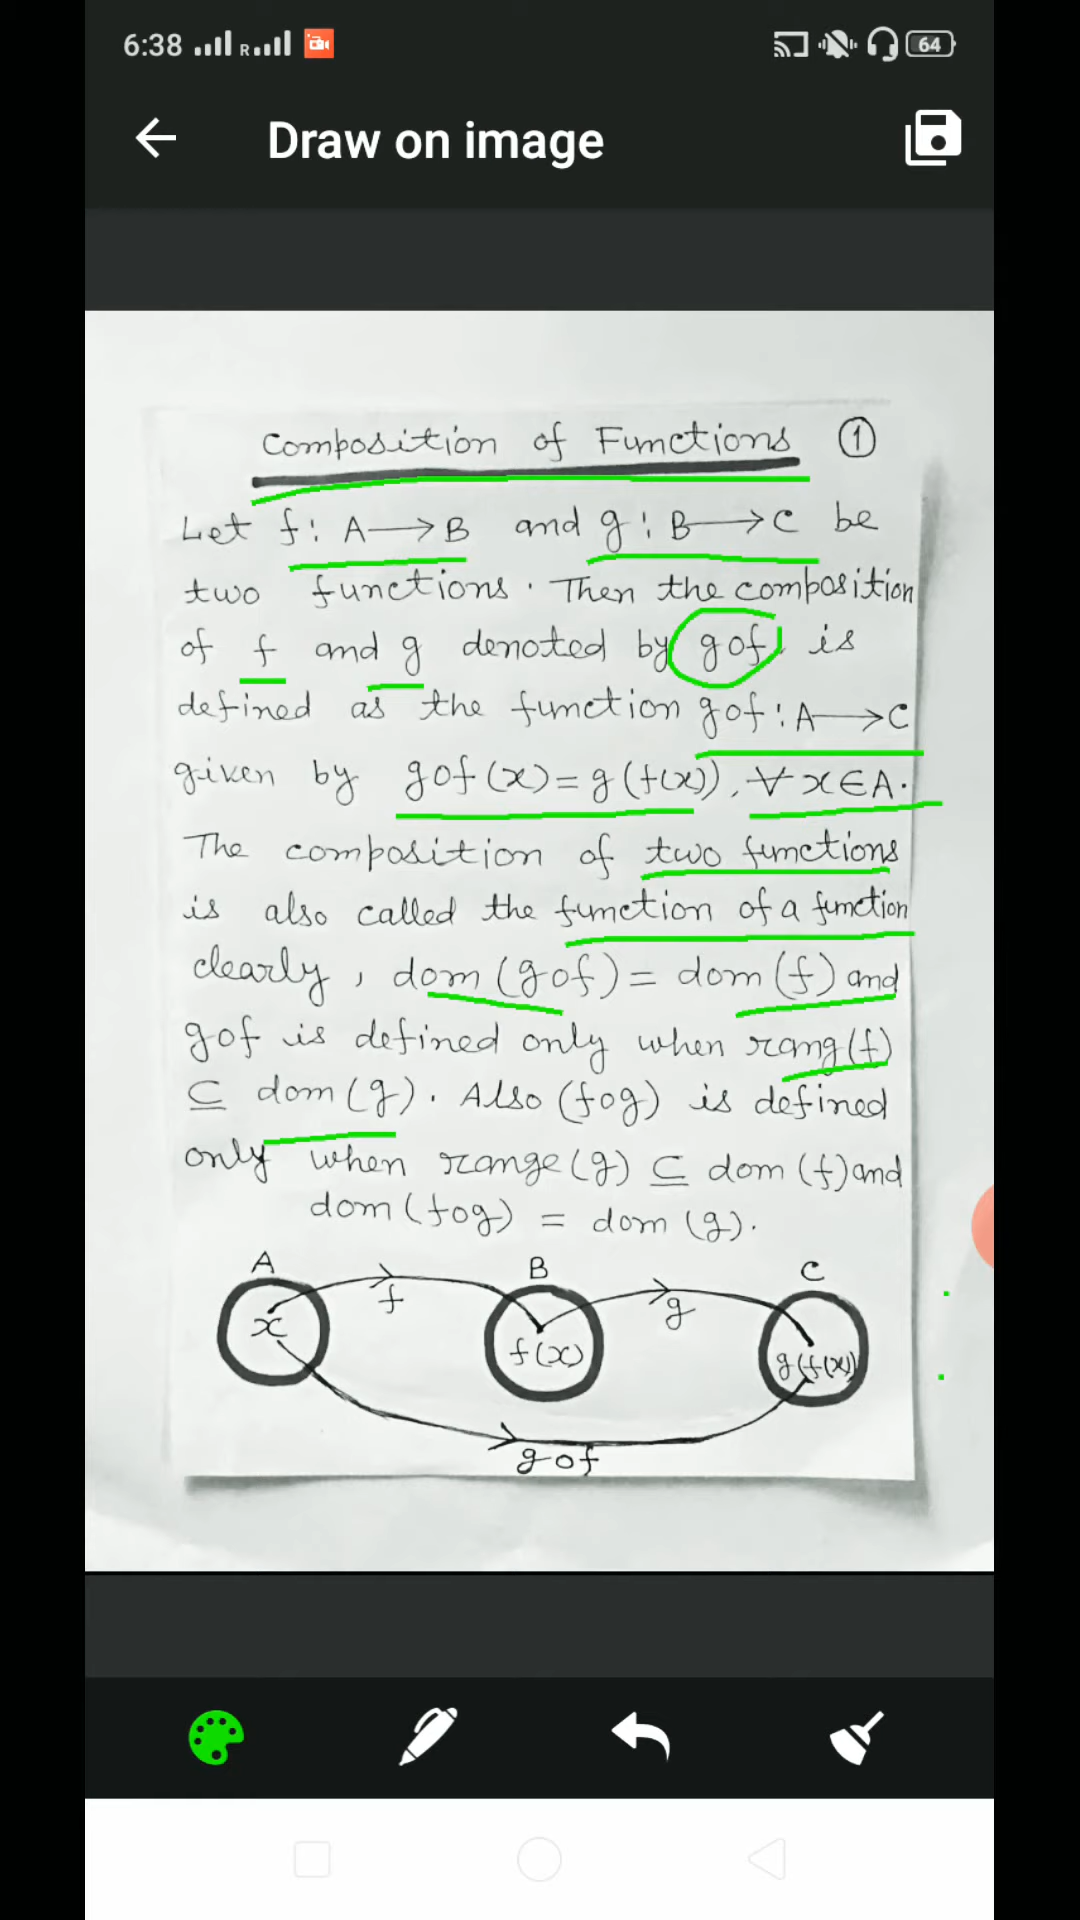 6:38
R
64
Draw on image
Composition of Functions ①
Let f: A⟶B and g: B⟶C be
two functions. Then the composition
of f and g denoted by gof, is
defined as the function gof: A⟶C
given by gof(x)=g(f(x)), ∀ x∈A.
The composition of two functions
is also called the function of a function
clearly, dom(gof)= dom(f) and
gof is defined only when rang(f)
⊆ dom(g). Also (fog) is defined
only when range(g) ⊆ dom(f) and
dom(fog) = dom(g).
A B C
f g
x f(x) g(f(x))
gof